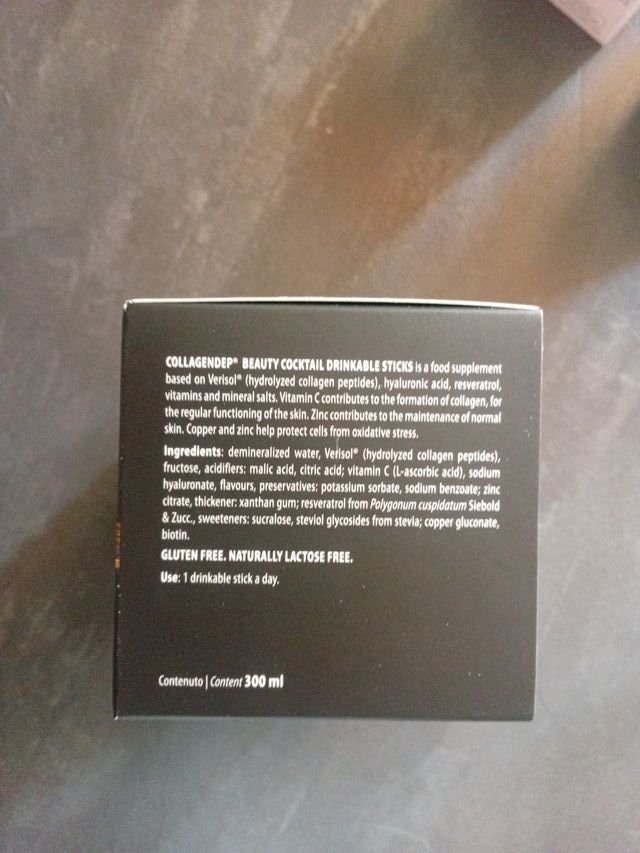 COLLAGENDEP® BEAUTY COCKTAIL DRINKABLE STICKS is a food supplement
based on Verisol® (hydrolyzed collagen peptides), hyaluronic acid, resveratrol,
vitamins and mineral salts. Vitamin C contributes to the formation of collagen, for
the regular functioning of the skin. Zinc contributes to the maintenance of normal
skin. Copper and zinc help protect cells from oxidative stress.
Ingredients: demineralized water, Verisol® (hydrolyzed collagen peptides),
fructose, acidifiers: malic acid, citric acid; vitamin C (L-ascorbic acid), sodium
hyaluronate, flavours, preservatives: potassium sorbate, sodium benzoate; zinc
citrate, thickener: xanthan gum; resveratrol from Polygonum cuspidatum Siebold
& Zucc., sweeteners: sucralose, steviol glycosides from stevia; copper gluconate,
biotin.
GLUTEN FREE. NATURALLY LACTOSE FREE.
Use: 1 drinkable stick a day.
Contenuto | Content 300 ml